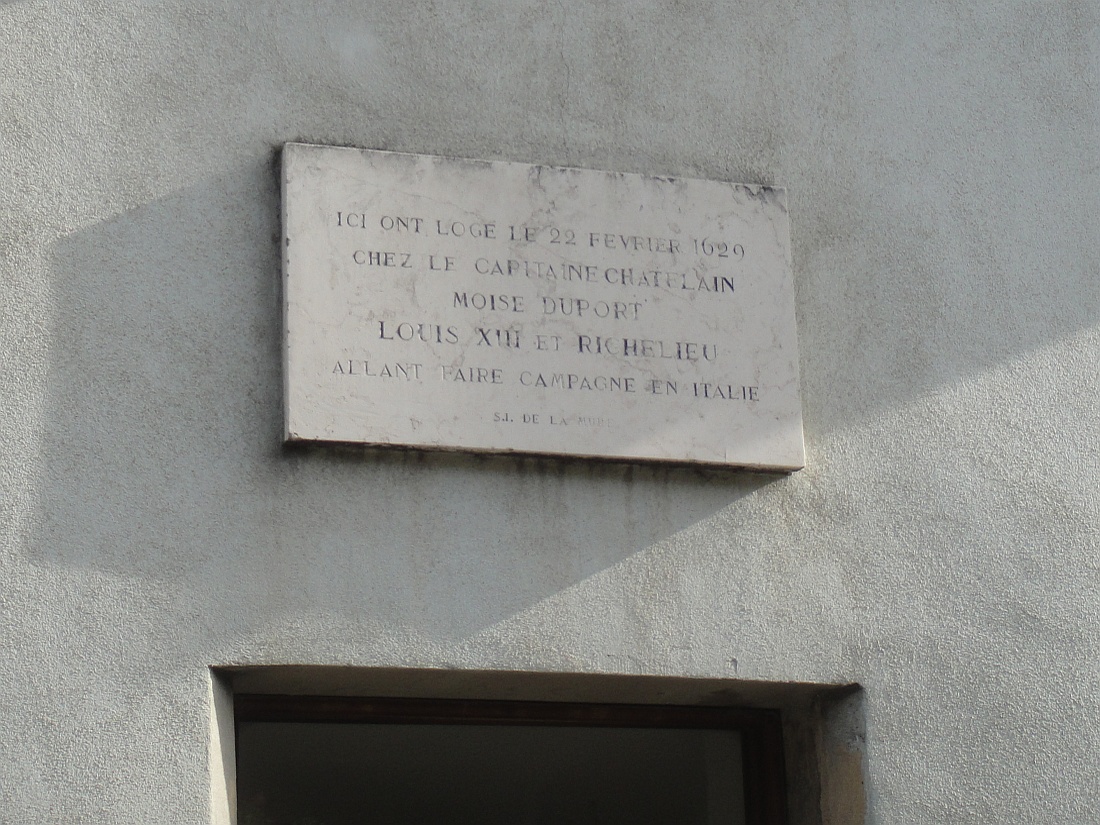 ICI ONT LOGE LE 22 FEVRIER 1629
CHEZ LE CAPITAINE CHATELAIN
MOISE DUPORT
LOUIS XIII ET RICHELIEU
ALLANT FAIRE CAMPAGNE EN ITALIE
S.I. DE LA MURE